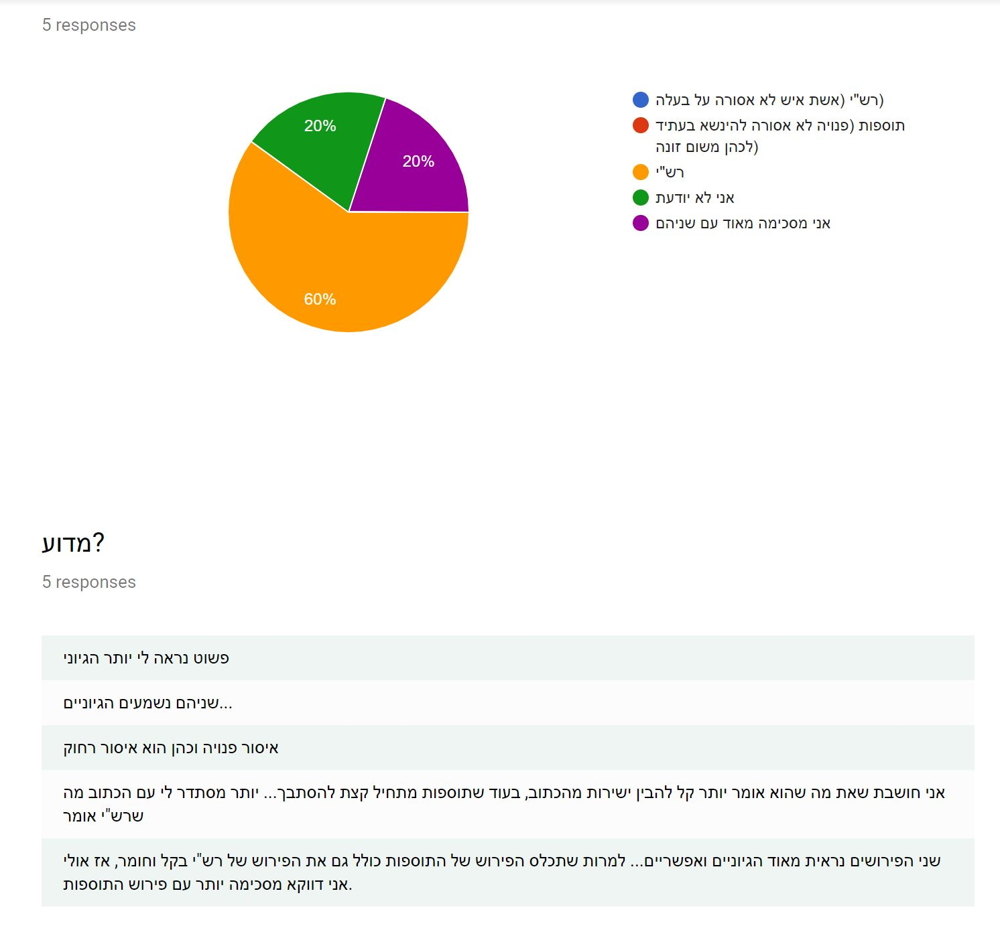 5 responses
20%
20%
60%
רש"י (אשת איש לא אסורה על בעלה)
תוספות (פנויה לא אסורה להינשא בעתיד
לכהן משום זונה)
רש"י
אני לא יודעת
אני מסכימה מאוד עם שניהם
מדוע?
5 responses
פשוט נראה לי יותר הגיוני
שניהם נשמעים הגיוניים...
איסור פנויה וכהן הוא איסור רחוק
אני חושבת שאת מה שהוא אומר יותר קל להבין ישירות מהכתוב, בעוד שתוספות מתחיל קצת להסתבך... יותר מסתדר לי עם הכתוב מה
שרש"י אומר
שני הפירושים נראית מאוד הגיוניים ואפשריים... למרות שתכלס הפירוש של התוספות כולל גם את הפירוש של רש"י בקל וחומר, אז אולי
אני דווקא מסכימה יותר עם פירוש התוספות.